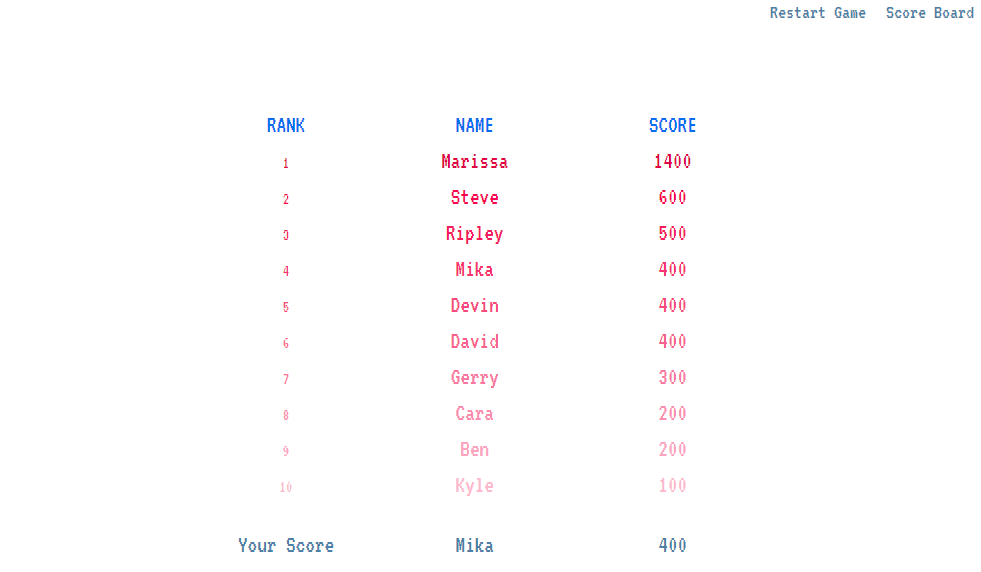 Restart Game Score Board
RANK NAME SCORE
1 Marissa 1400
2 Steve 600
3 Ripley 500
4 Mika 400
5 Devin 400
6 David 400
7 Gerry 300
8 Cara 200
9 Ben 200
10 Kyle 100
Your Score Mika 400